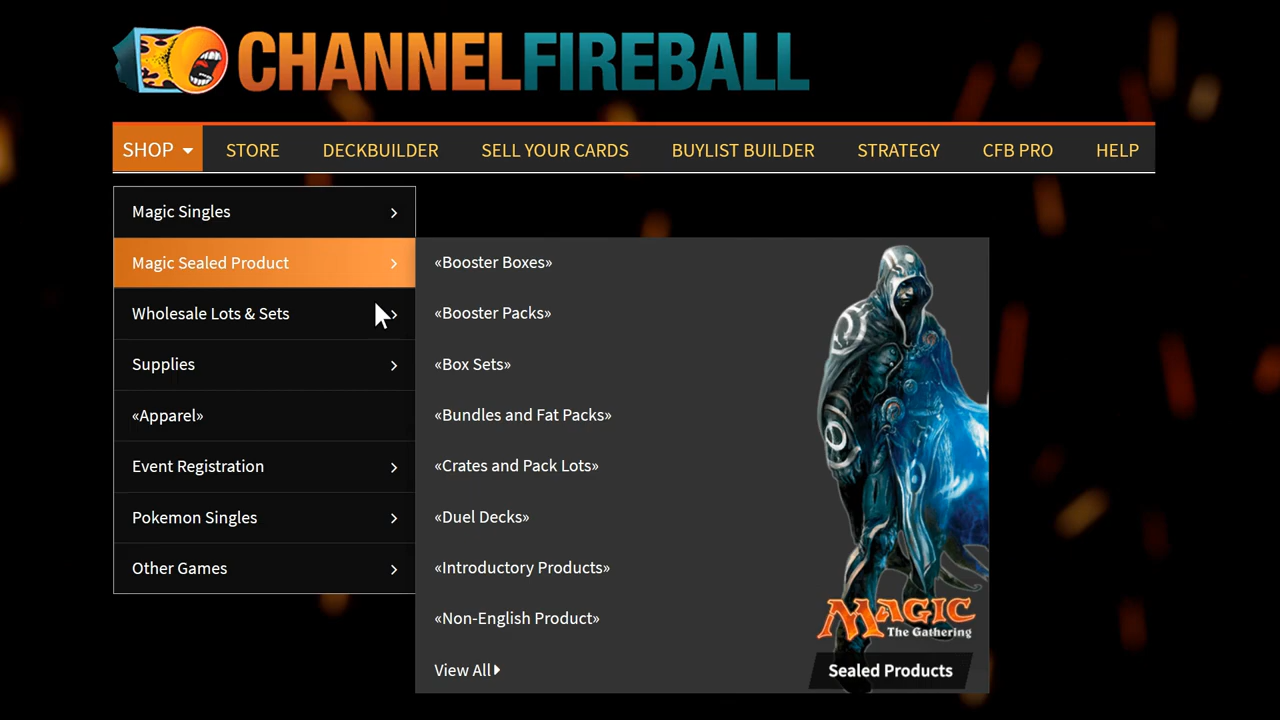 CHANNELFIREBALL
SHOP STORE DECKBUILDER SELL YOUR CARDS BUYLIST BUILDER STRATEGY CFB PRO HELP
Magic Singles
Magic Sealed Product
Wholesale Lots & Sets
Supplies
«Apparel»
Event Registration
Pokemon Singles
Other Games
«Booster Boxes»
«Booster Packs»
«Box Sets»
«Bundles and Fat Packs»
«Crates and Pack Lots»
«Duel Decks»
«Introductory Products»
«Non-English Product»
View All
MAGIC
The Gathering
Sealed Products